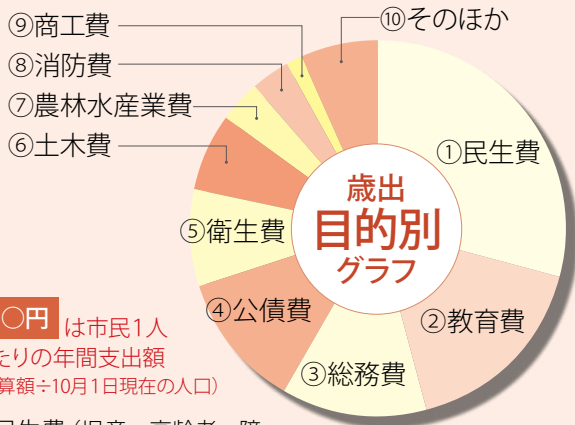 ⑨商工費
⑩そのほか
⑧消防費
⑦農林水産業費
⑥土木費
①民生費
歳出
目的別
グラフ
⑤衛生費
④公債費
②教育費
③総務費
○円 は市民1人
たりの年間支出額
算額÷10月1日現在の人口)